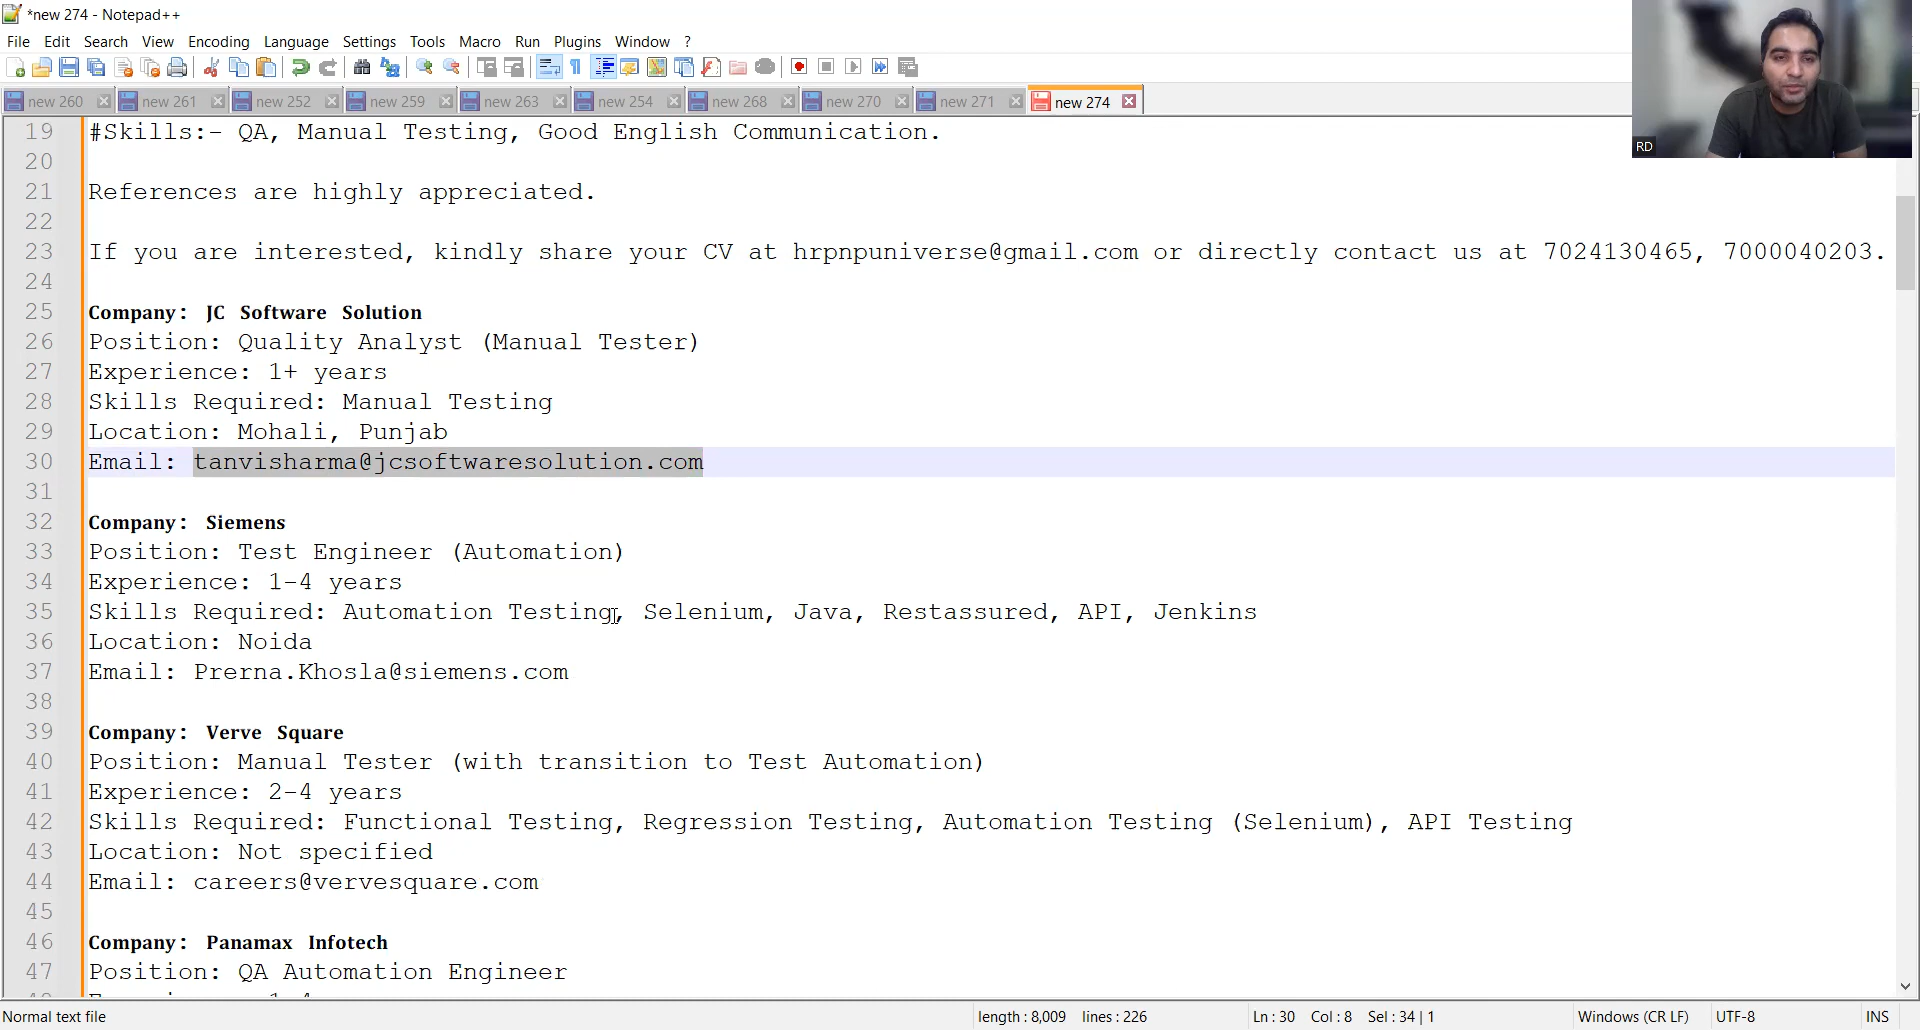 *new 274 - Notepad++
File Edit Search View Encoding Language Settings Tools Macro Run Plugins Window ?
new 260 new 261 new 252 new 259 new 263 new 254 new 268 new 270 new 271 new 274
RD
19 #Skills:- QA, Manual Testing, Good English Communication.
20
21 References are highly appreciated.
22
23 If you are interested, kindly share your CV at hrpnpuniverse@gmail.com or directly contact us at 7024130465, 7000040203.
24
25 Company: JC Software Solution
26 Position: Quality Analyst (Manual Tester)
27 Experience: 1+ years
28 Skills Required: Manual Testing
29 Location: Mohali, Punjab
30 Email: tanvisharma@jcsoftwaresolution.com
31
32 Company: Siemens
33 Position: Test Engineer (Automation)
34 Experience: 1-4 years
35 Skills Required: Automation Testing, Selenium, Java, Restassured, API, Jenkins
36 Location: Noida
37 Email: Prerna.Khosla@siemens.com
38
39 Company: Verve Square
40 Position: Manual Tester (with transition to Test Automation)
41 Experience: 2-4 years
42 Skills Required: Functional Testing, Regression Testing, Automation Testing (Selenium), API Testing
43 Location: Not specified
44 Email: careers@vervesquare.com
45
46 Company: Panamax Infotech
47 Position: QA Automation Engineer
Normal text file length : 8,009 lines : 226 Ln : 30 Col : 8 Sel : 34 | 1 Windows (CR LF) UTF-8 INS